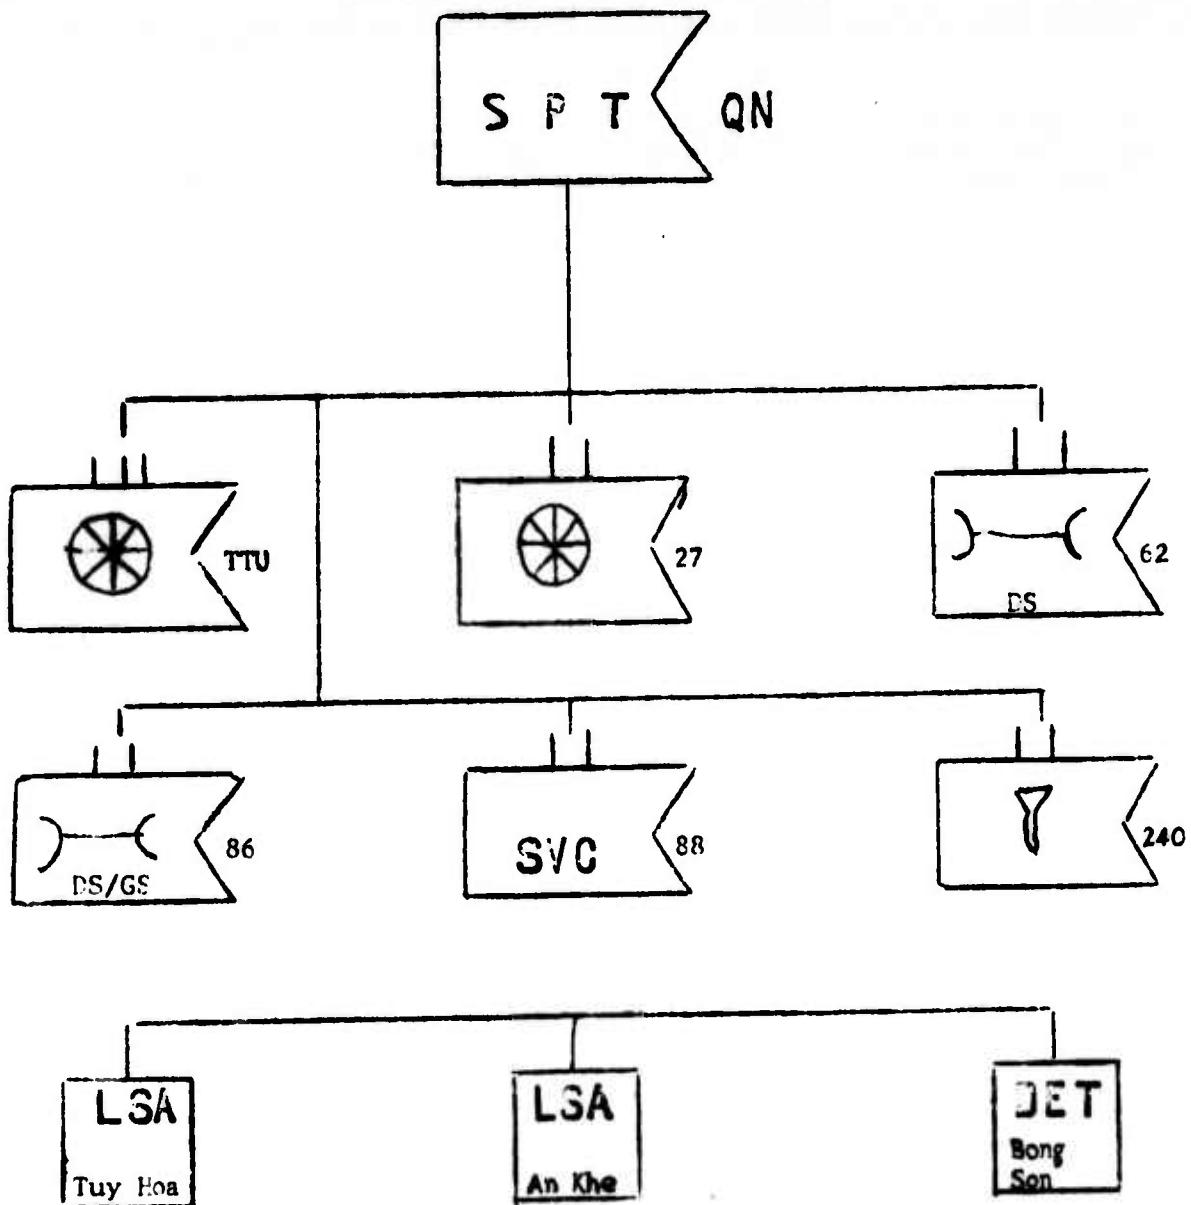 SPT QN
TTU
27
62
DS
86
DS/GS
SVC
88
240
LSA
Tuy Hoa
LSA
An Khe
DET
Bong
Son